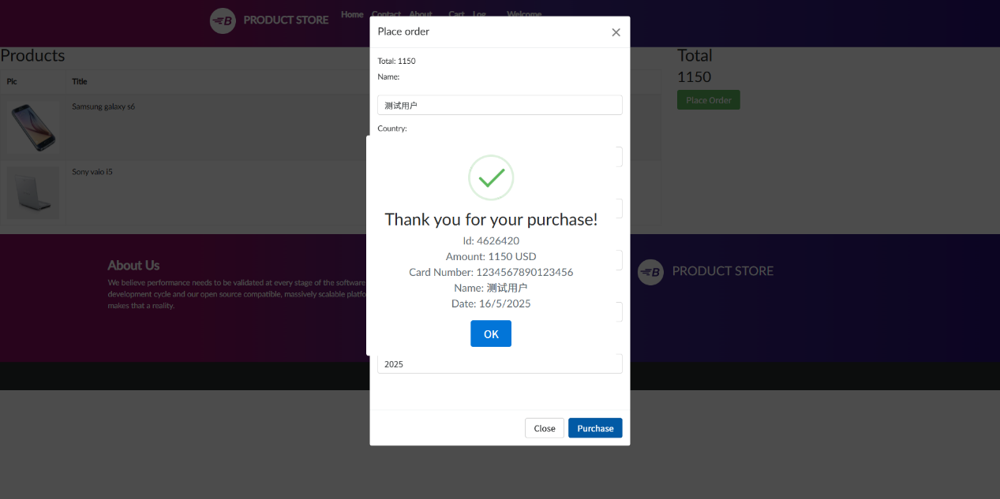 PRODUCT STORE
Home Contact About Cart Log Welcome
Place order
Products
Total
1150
Place Order
Pic Title
Samsung galaxy s6
Sony vaio i5
Total: 1150
Name:
测试用户
Country:
Thank you for your purchase!
Id: 4626420
Amount: 1150 USD
Card Number: 1234567890123456
Name: 测试用户
Date: 16/5/2025
OK
2025
Close Purchase
About Us
We believe performance needs to be validated at every stage of the software
development cycle and our open source compatible, massively scalable
makes that a reality.
PRODUCT STORE